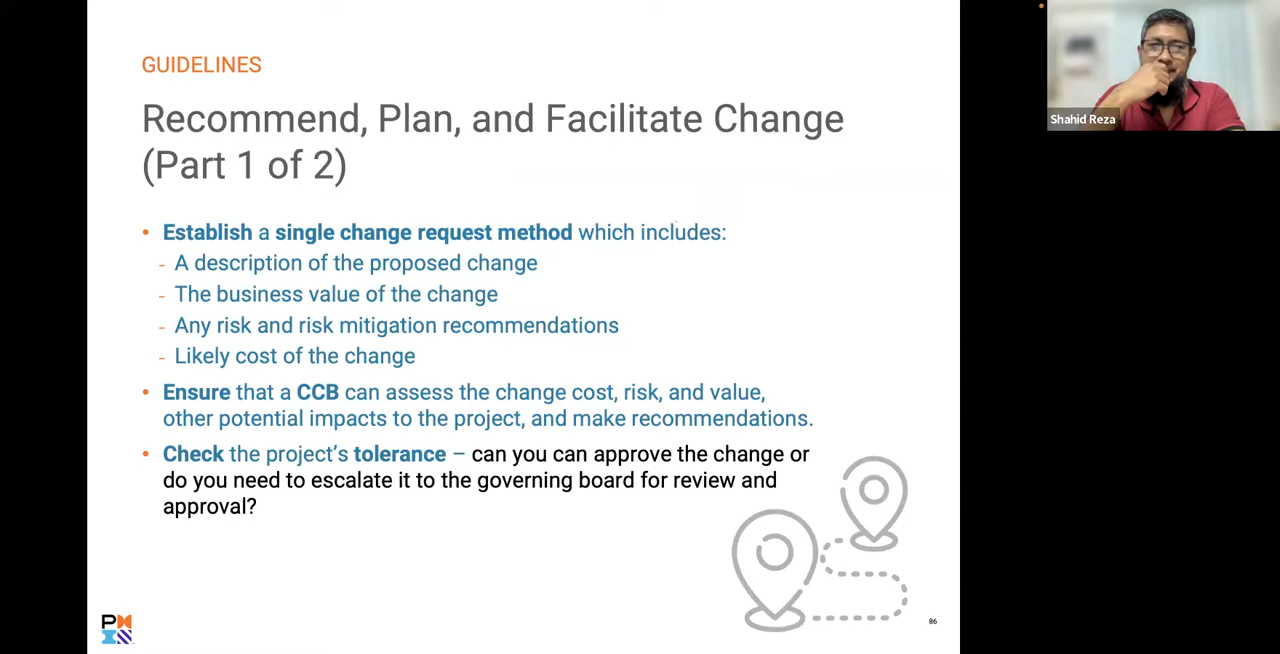 GUIDELINES
Recommend, Plan, and Facilitate Change
(Part 1 of 2)
• Establish a single change request method which includes:
- A description of the proposed change
- The business value of the change
- Any risk and risk mitigation recommendations
- Likely cost of the change
• Ensure that a CCB can assess the change cost, risk, and value,
other potential impacts to the project, and make recommendations.
• Check the project's tolerance – can you can approve the change or
do you need to escalate it to the governing board for review and
approval?
86
Shahid Reza